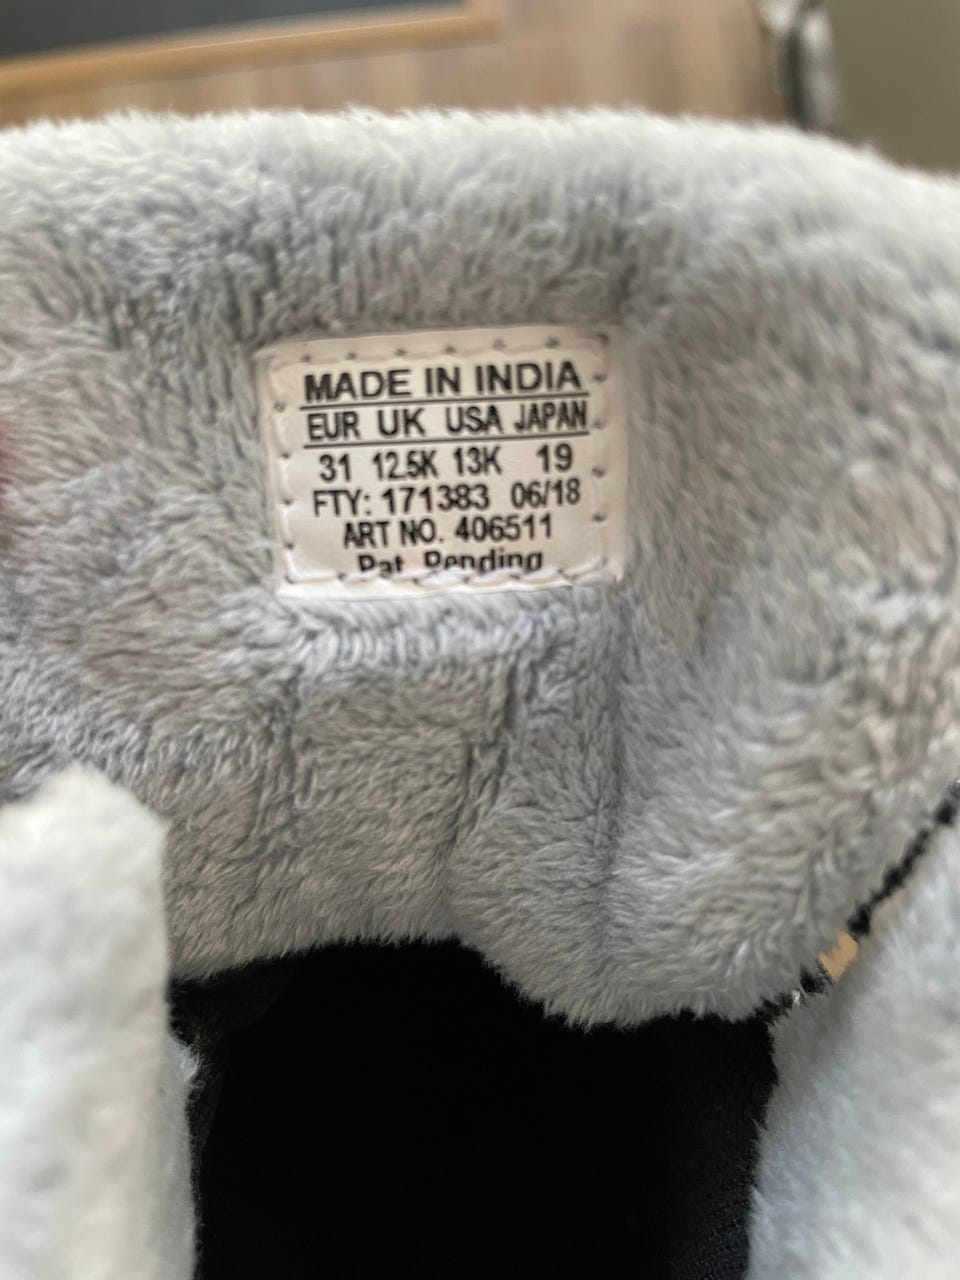 MADE IN INDIA
EUR UK USA JAPAN
31 12.5K 13K 19
FTY: 171383 06/18
ART NO. 406511
Pat Pending